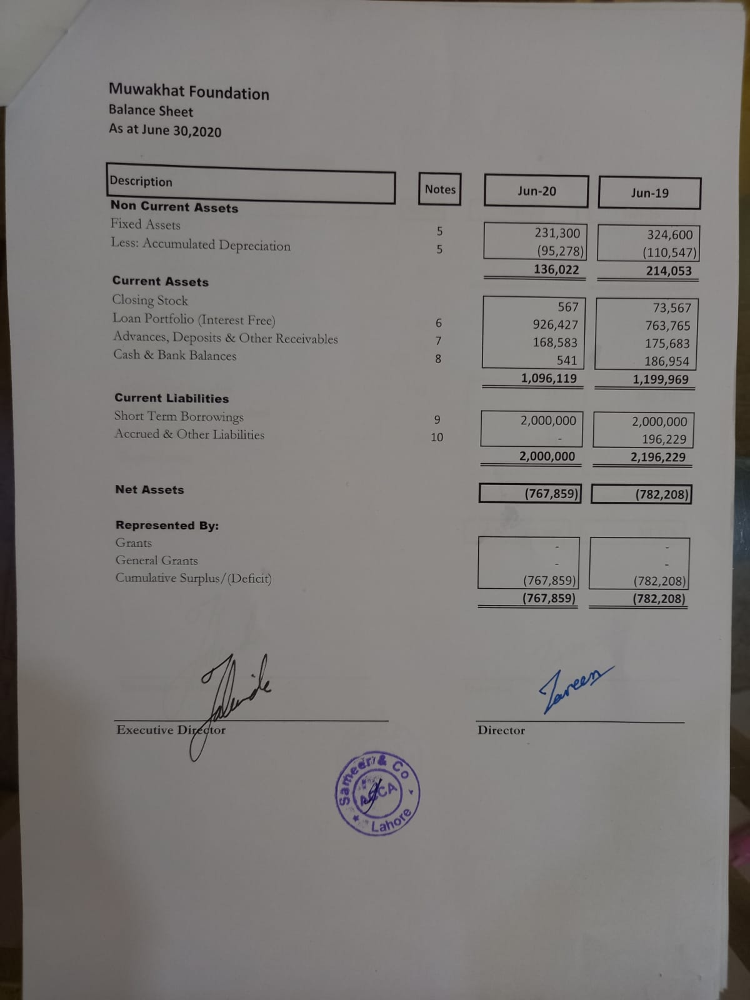 Muwakhat Foundation
Balance Sheet
As at June 30,2020
Description Notes Jun-20 Jun-19
Non Current Assets
Fixed Assets 5 231,300 324,600
Less: Accumulated Depreciation 5 (95,278) (110,547)
136,022 214,053
Current Assets
Closing Stock 567 73,567
Loan Portfolio (Interest Free) 6 926,427 763,765
Advances, Deposits & Other Receivables 7 168,583 175,683
Cash & Bank Balances 8 541 186,954
1,096,119 1,199,969
Current Liabilities
Short Term Borrowings 9 2,000,000 2,000,000
Accrued & Other Liabilities 10 - 196,229
2,000,000 2,196,229
Net Assets (767,859) (782,208)
Represented By:
Grants - -
General Grants - -
Cumulative Surplus/(Deficit) (767,859) (782,208)
(767,859) (782,208)
Zareen
Executive Director Director
Sameer & Co
ACCA
Lahore